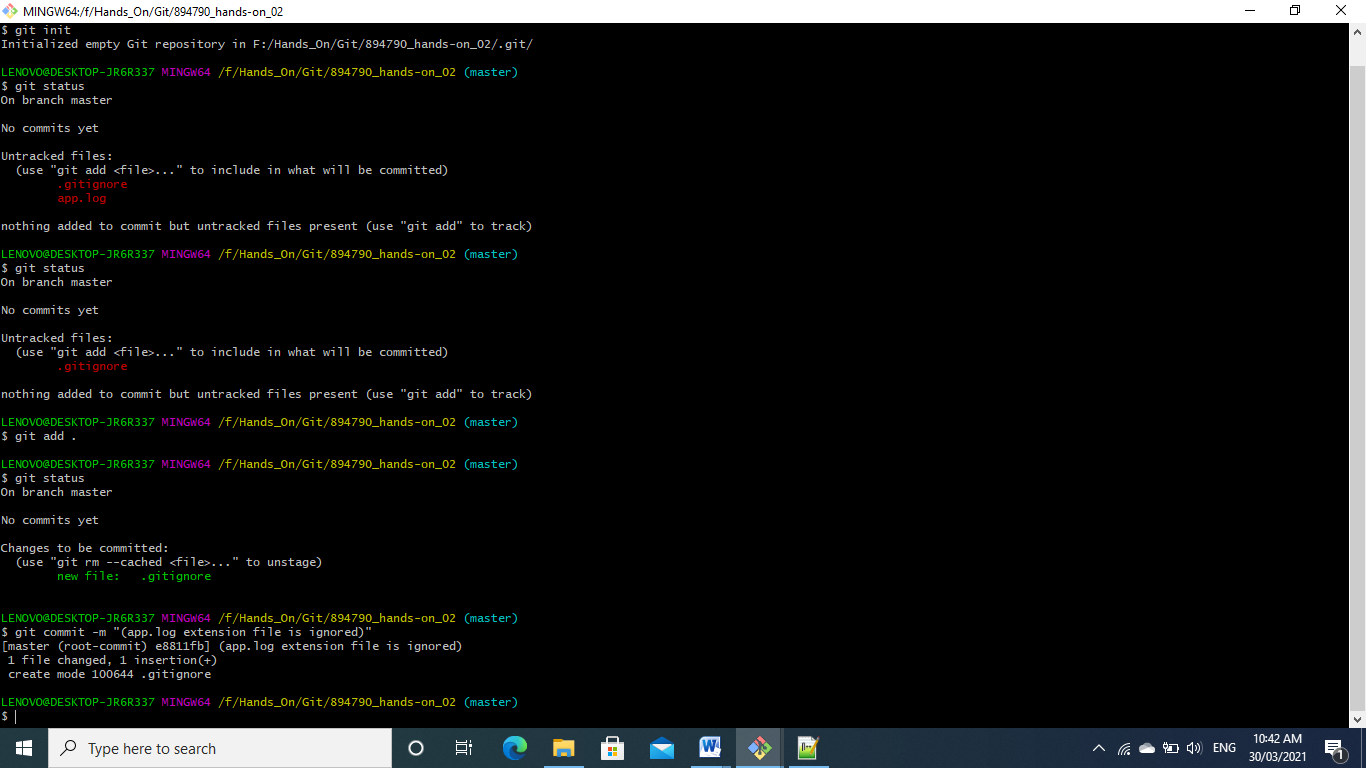 MINGW64:/f/Hands_On/Git/894790_hands-on_02
$ git init
Initialized empty Git repository in F:/Hands_On/Git/894790_hands-on_02/.git/
LENOVO@DESKTOP-JR6R337 MINGW64 /f/Hands_On/Git/894790_hands-on_02 (master)
$ git status
On branch master
No commits yet
Untracked files:
(use "git add <file>..." to include in what will be committed)
.gitignore
app.log
nothing added to commit but untracked files present (use "git add" to track)
LENOVO@DESKTOP-JR6R337 MINGW64 /f/Hands_On/Git/894790_hands-on_02 (master)
$ git status
On branch master
No commits yet
Untracked files:
(use "git add <file>..." to include in what will be committed)
.gitignore
nothing added to commit but untracked files present (use "git add" to track)
LENOVO@DESKTOP-JR6R337 MINGW64 /f/Hands_On/Git/894790_hands-on_02 (master)
$ git add .
LENOVO@DESKTOP-JR6R337 MINGW64 /f/Hands_On/Git/894790_hands-on_02 (master)
$ git status
On branch master
No commits yet
Changes to be committed:
(use "git rm --cached <file>..." to unstage)
new file:   .gitignore
LENOVO@DESKTOP-JR6R337 MINGW64 /f/Hands_On/Git/894790_hands-on_02 (master)
$ git commit -m "(app.log extension file is ignored)"
[master (root-commit) e8811fb] (app.log extension file is ignored)
1 file changed, 1 insertion(+)
create mode 100644 .gitignore
LENOVO@DESKTOP-JR6R337 MINGW64 /f/Hands_On/Git/894790_hands-on_02 (master)
$
Type here to search
ENG
10:42 AM
30/03/2021
1